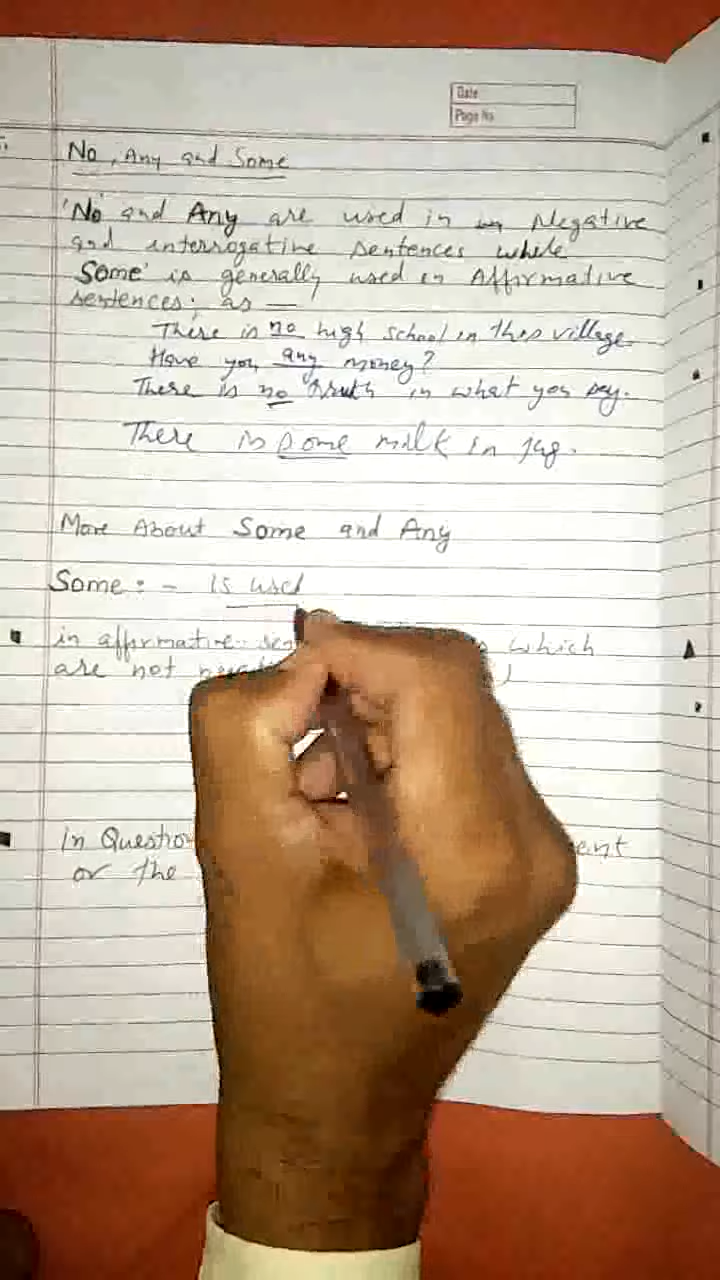 Date
Page No
No, Any and Some
'No and Any are used in Negative
and interrogative sentences while
'Some' is generally used in Affirmative
sentences; as —
There is no high school in this village.
Have you any money?
There is no truth in what you say.
There is some milk in jug.
More About Some and Any
Some: - is used
in affirmative which
are not
in Question ent
or the